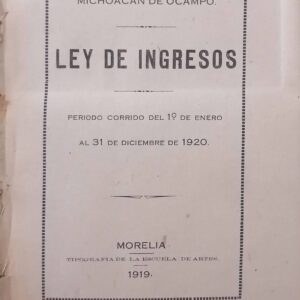 MICHOACAN DE OCAMPO.
LEY DE INGRESOS
PERIODO CORRIDO DEL 1º DE ENERO
AL 31 DE DICIEMBRE DE 1920.
MORELIA
TIPOGRAFIA DE LA ESCUELA DE ARTES.
1919.